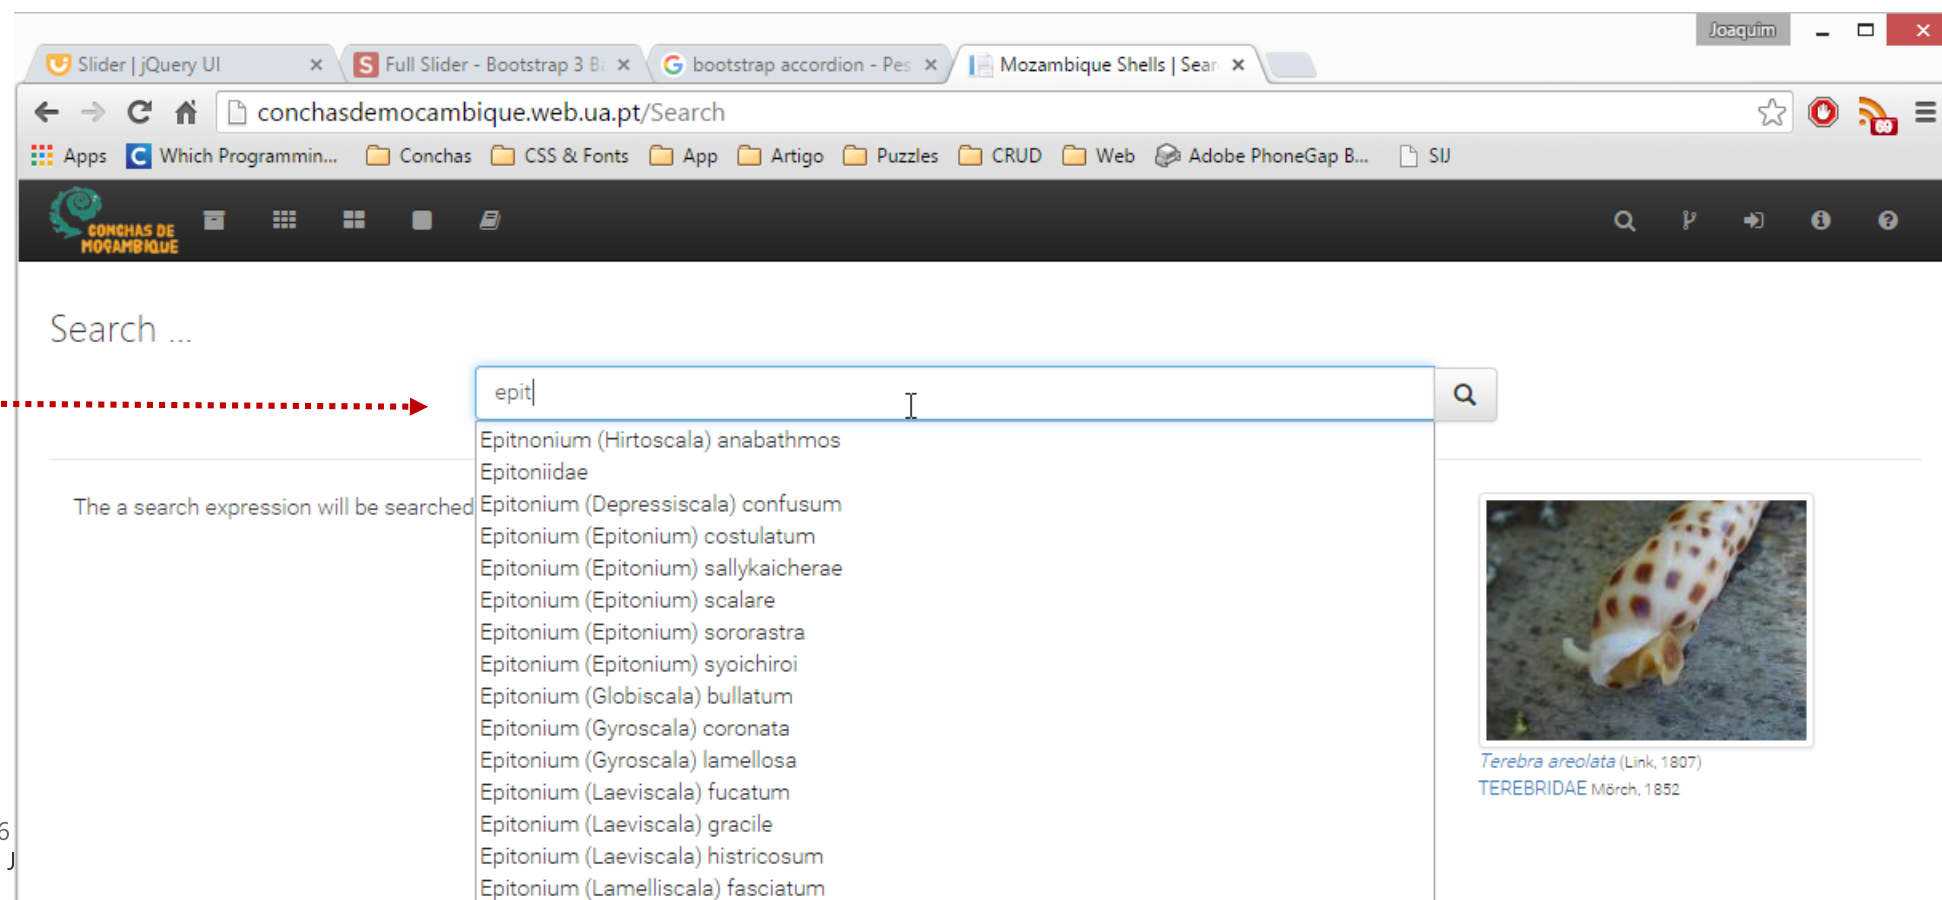 Joaquim
Slider | jQuery UI
Full Slider - Bootstrap 3 Ba
bootstrap accordion - Pes
Mozambique Shells | Sear
conchasdemocambique.web.ua.pt/Search
69
Apps
Which Programmin...
Conchas
CSS & Fonts
App
Artigo
Puzzles
CRUD
Web
Adobe PhoneGap B...
SIJ
CONCHAS DE
MOÇAMBIQUE
Search ...
epit
Epitnonium (Hirtoscala) anabathmos
Epitoniidae
The a search expression will be searched
Epitonium (Depressiscala) confusum
Epitonium (Epitonium) costulatum
Epitonium (Epitonium) sallykaicherae
Epitonium (Epitonium) scalare
Epitonium (Epitonium) sororastra
Epitonium (Epitonium) syoichiroi
Epitonium (Globiscala) bullatum
Epitonium (Gyroscala) coronata
Epitonium (Gyroscala) lamellosa
Epitonium (Laeviscala) fucatum
Epitonium (Laeviscala) gracile
Epitonium (Laeviscala) histricosum
Epitonium (Lamelliscala) fasciatum
Terebra areolata (Link, 1807)
TEREBRIDAE Mörch, 1852
6
J